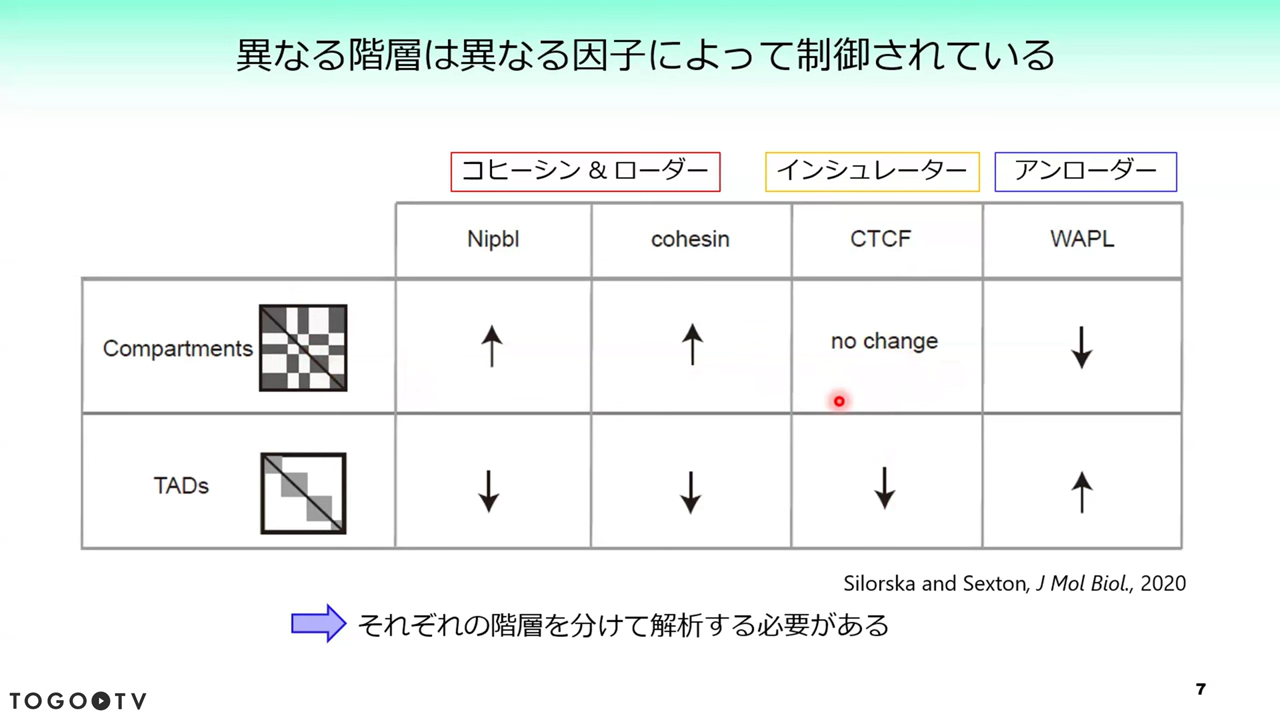 異なる階層は異なる因子によって制御されている
コヒーシン & ローダー
インシュレーター
アンローダー
Nipbl
cohesin
CTCF
WAPL
Compartments
no change
TADs
Silorska and Sexton, J Mol Biol., 2020
それぞれの階層を分けて解析する必要がある
TOGOTV
7